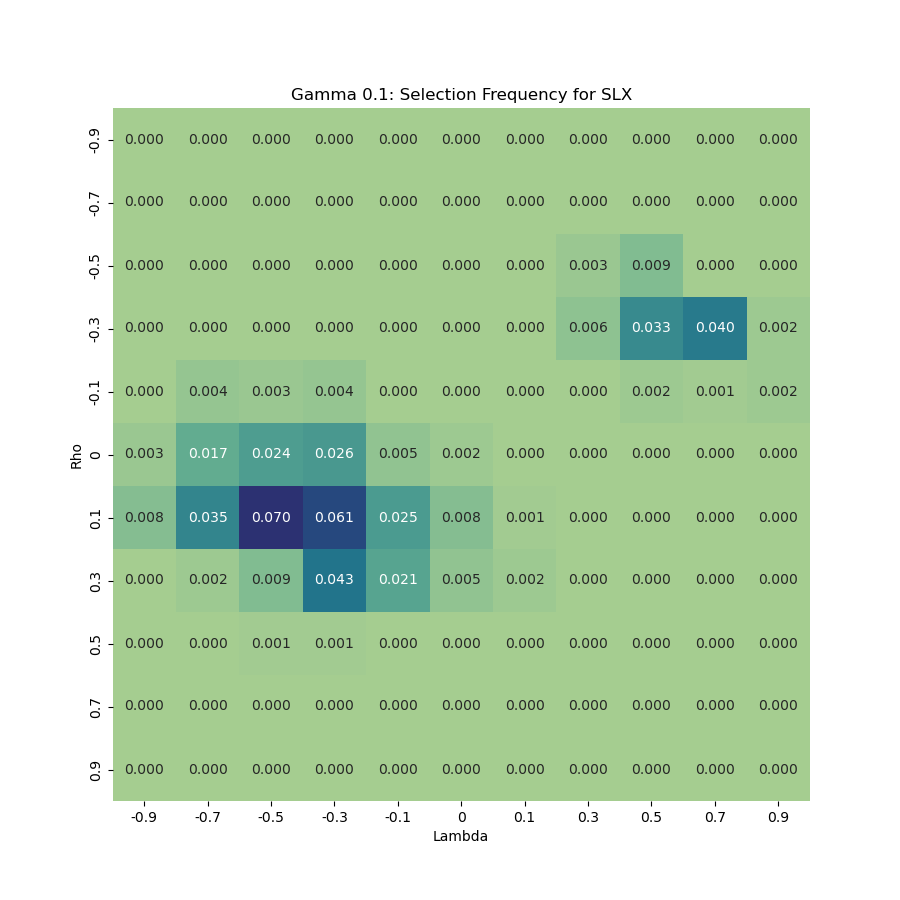 Gamma 0.1: Selection Frequency for SLX
-0.9 0.000 0.000 0.000 0.000 0.000 0.000 0.000 0.000 0.000 0.000 0.000
-0.7 0.000 0.000 0.000 0.000 0.000 0.000 0.000 0.000 0.000 0.000 0.000
-0.5 0.000 0.000 0.000 0.000 0.000 0.000 0.000 0.003 0.009 0.000 0.000
-0.3 0.000 0.000 0.000 0.000 0.000 0.000 0.000 0.006 0.033 0.040 0.002
-0.1 0.000 0.004 0.003 0.004 0.000 0.000 0.000 0.000 0.002 0.001 0.002
Rho
0 0.003 0.017 0.024 0.026 0.005 0.002 0.000 0.000 0.000 0.000 0.000
0.1 0.008 0.035 0.070 0.061 0.025 0.008 0.001 0.000 0.000 0.000 0.000
0.3 0.000 0.002 0.009 0.043 0.021 0.005 0.002 0.000 0.000 0.000 0.000
0.5 0.000 0.000 0.001 0.001 0.000 0.000 0.000 0.000 0.000 0.000 0.000
0.7 0.000 0.000 0.000 0.000 0.000 0.000 0.000 0.000 0.000 0.000 0.000
0.9 0.000 0.000 0.000 0.000 0.000 0.000 0.000 0.000 0.000 0.000 0.000
-0.9 -0.7 -0.5 -0.3 -0.1 0 0.1 0.3 0.5 0.7 0.9
Lambda